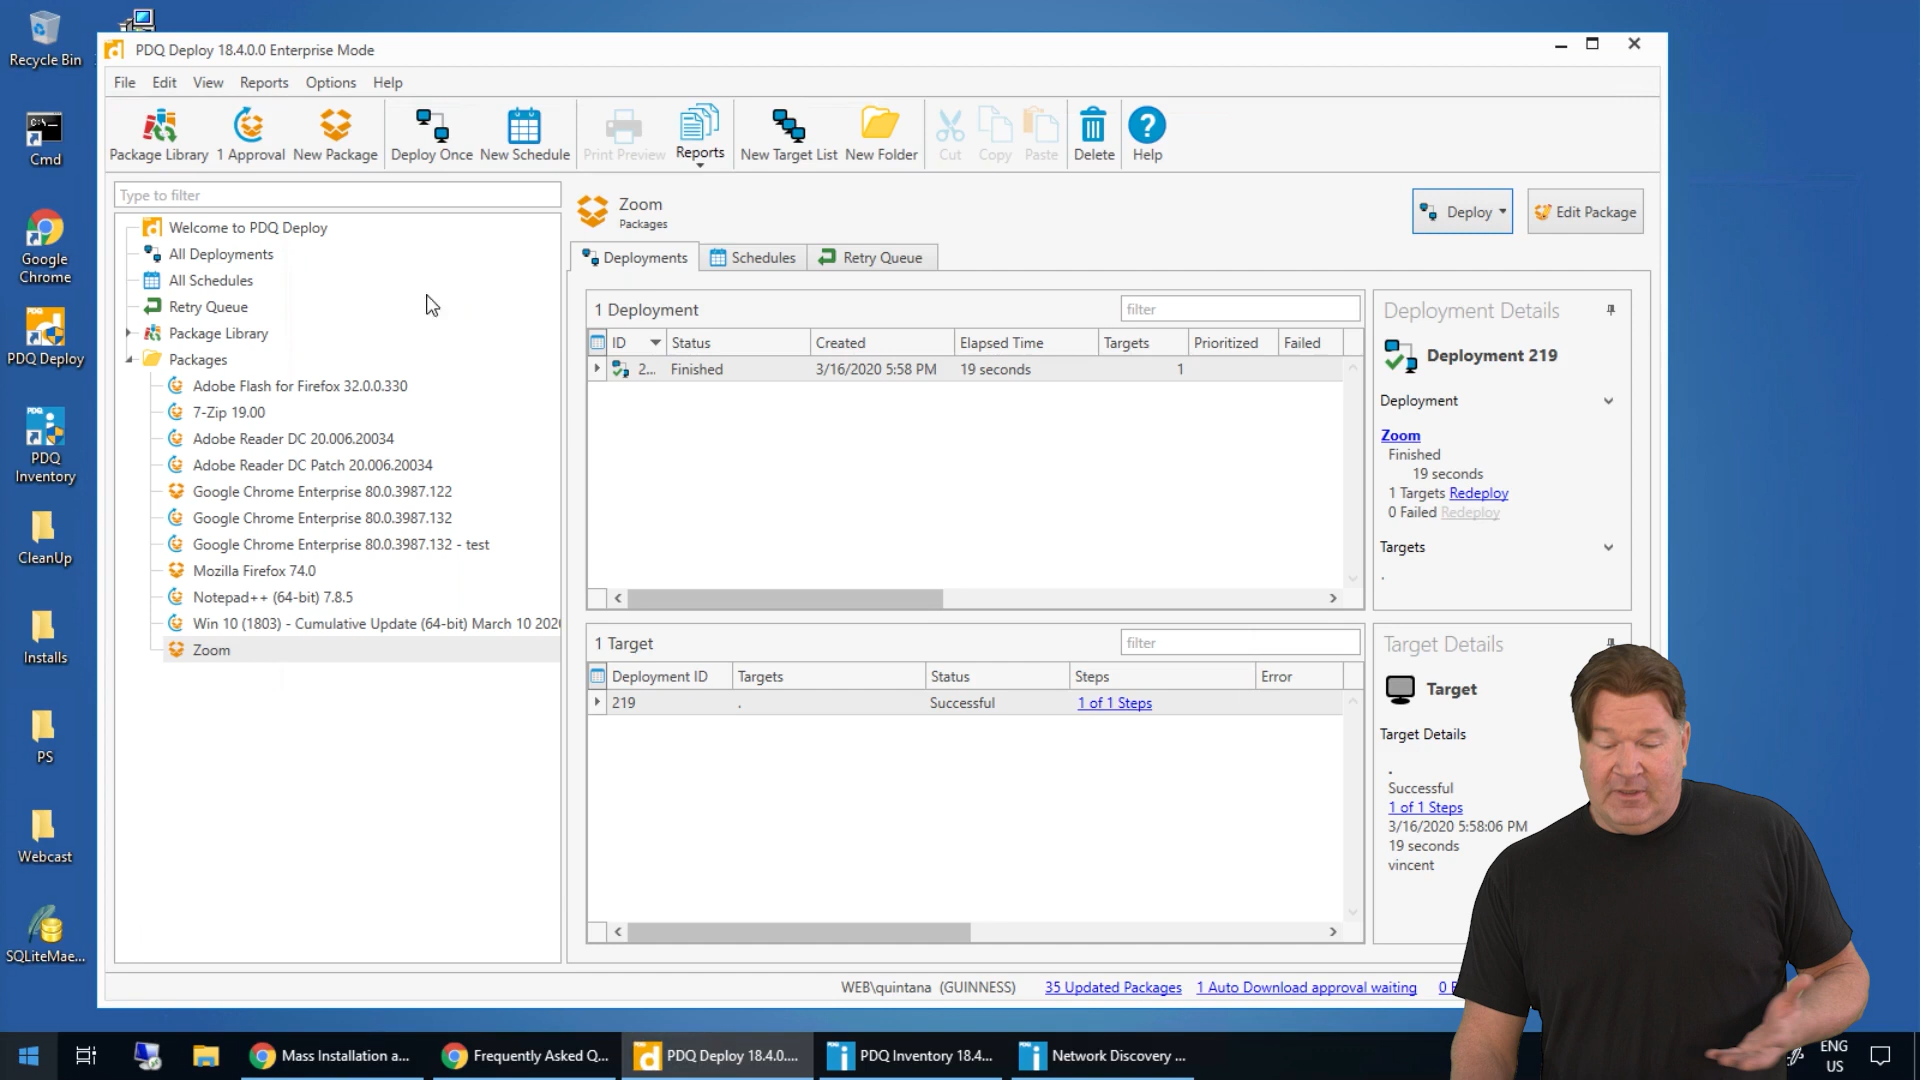 Recycle Bin
Cmd
Google
Chrome
PDQ Deploy
PDQ
Inventory
CleanUp
Installs
PS
Webcast
SQLiteMae...
PDQ Deploy 18.4.0.0 Enterprise Mode
File Edit View Reports Options Help
Package Library 1 Approval New Package Deploy Once New Schedule Print Preview Reports New Target List New Folder Cut Copy Paste Delete Help
Type to filter
Welcome to PDQ Deploy
All Deployments
All Schedules
Retry Queue
Package Library
Packages
Adobe Flash for Firefox 32.0.0.330
7-Zip 19.00
Adobe Reader DC 20.006.20034
Adobe Reader DC Patch 20.006.20034
Google Chrome Enterprise 80.0.3987.122
Google Chrome Enterprise 80.0.3987.132
Google Chrome Enterprise 80.0.3987.132 - test
Mozilla Firefox 74.0
Notepad++ (64-bit) 7.8.5
Win 10 (1803) - Cumulative Update (64-bit) March 10 202
Zoom
Zoom
Packages
Deploy Edit Package
Deployments Schedules Retry Queue
1 Deployment filter
ID Status Created Elapsed Time Targets Prioritized Failed
2... Finished 3/16/2020 5:58 PM 19 seconds 1
1 Target filter
Deployment ID Targets Status Steps Error
219 . Successful 1 of 1 Steps
Deployment Details
Deployment 219
Deployment
Zoom
Finished
19 seconds
1 Targets Redeploy
0 Failed Redeploy
Targets
.
Target Details
Target
Target Details
.
Successful
1 of 1 Steps
3/16/2020 5:58:06 PM
19 seconds
vincent
WEB\quintana (GUINNESS) 35 Updated Packages 1 Auto Download approval waiting 0
Mass Installation a... Frequently Asked Q... PDQ Deploy 18.4.0.... PDQ Inventory 18.4... Network Discovery ...
ENG
US